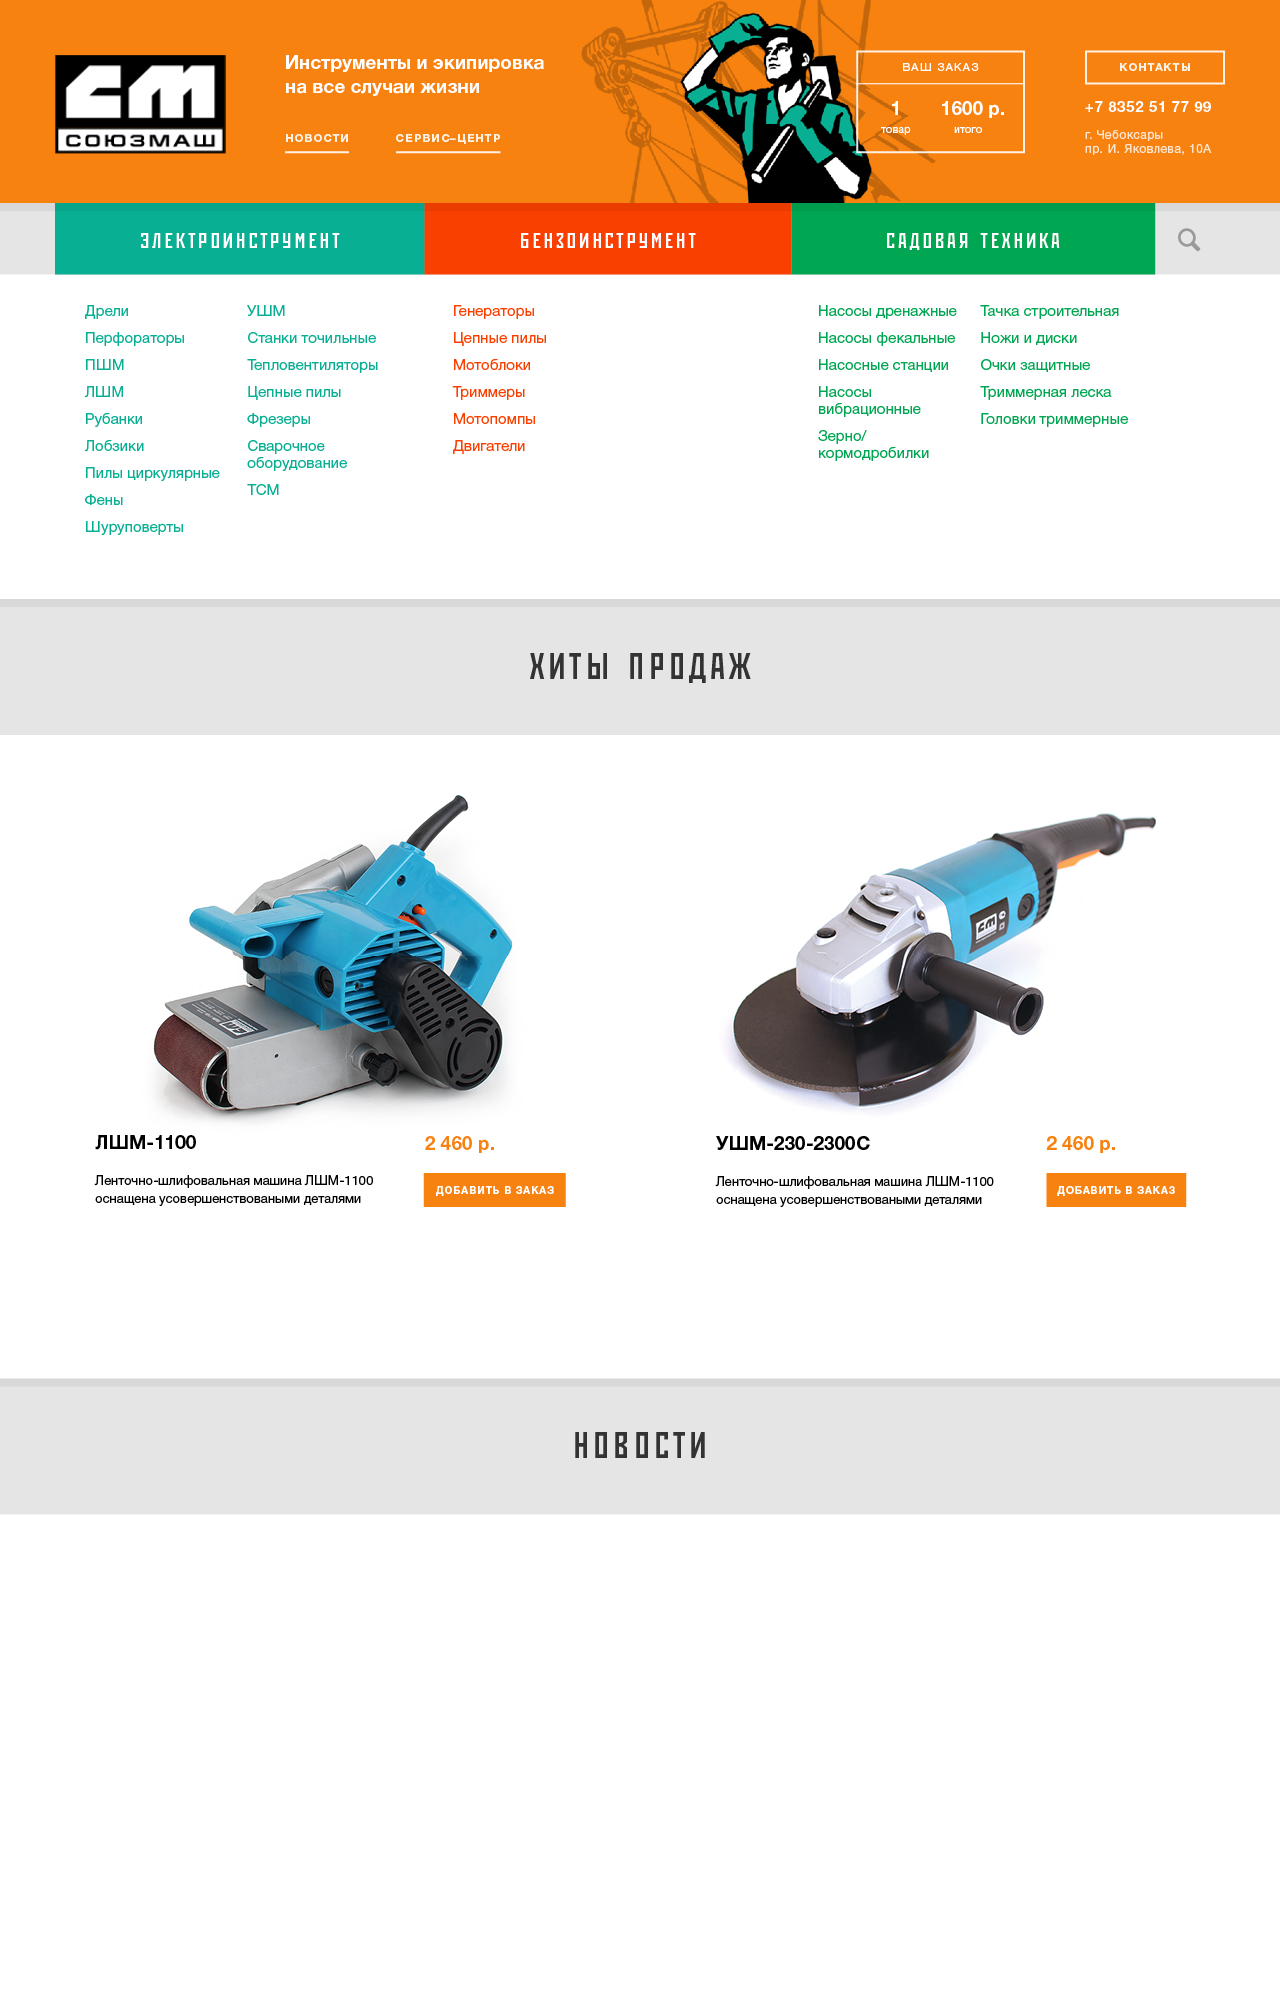 СТ
СОЮЗМАШ
Инструменты и экипировка
на все случаи жизни
НОВОСТИ
СЕРВИС–ЦЕНТР
ВАШ ЗАКАЗ
1
1600 р.
товар
итого
КОНТАКТЫ
+7 8352 51 77 99
г. Чебоксары
пр. И. Яковлева, 10А
ЭЛЕКТРОИНСТРУМЕНТ
БЕНЗОИНСТРУМЕНТ
САДОВАЯ ТЕХНИКА
Дрели
Перфораторы
ПШМ
ЛШМ
Рубанки
Лобзики
Пилы циркулярные
Фены
Шуруповерты
УШМ
Станки точильные
Тепловентиляторы
Цепные пилы
Фрезеры
Сварочное
оборудование
ТСМ
Генераторы
Цепные пилы
Мотоблоки
Триммеры
Мотопомпы
Двигатели
Насосы дренажные
Насосы фекальные
Насосные станции
Насосы
вибрационные
Зерно/
кормодробилки
Тачка строительная
Ножи и диски
Очки защитные
Триммерная леска
Головки триммерные
ХИТЫ ПРОДАЖ
ЛШМ-1100
2 460 р.
Ленточно-шлифовальная машина ЛШМ-1100
оснащена усовершенствоваными деталями
ДОБАВИТЬ В ЗАКАЗ
УШМ-230-2300С
2 460 р.
Ленточно-шлифовальная машина ЛШМ-1100
оснащена усовершенствоваными деталями
ДОБАВИТЬ В ЗАКАЗ
НОВОСТИ